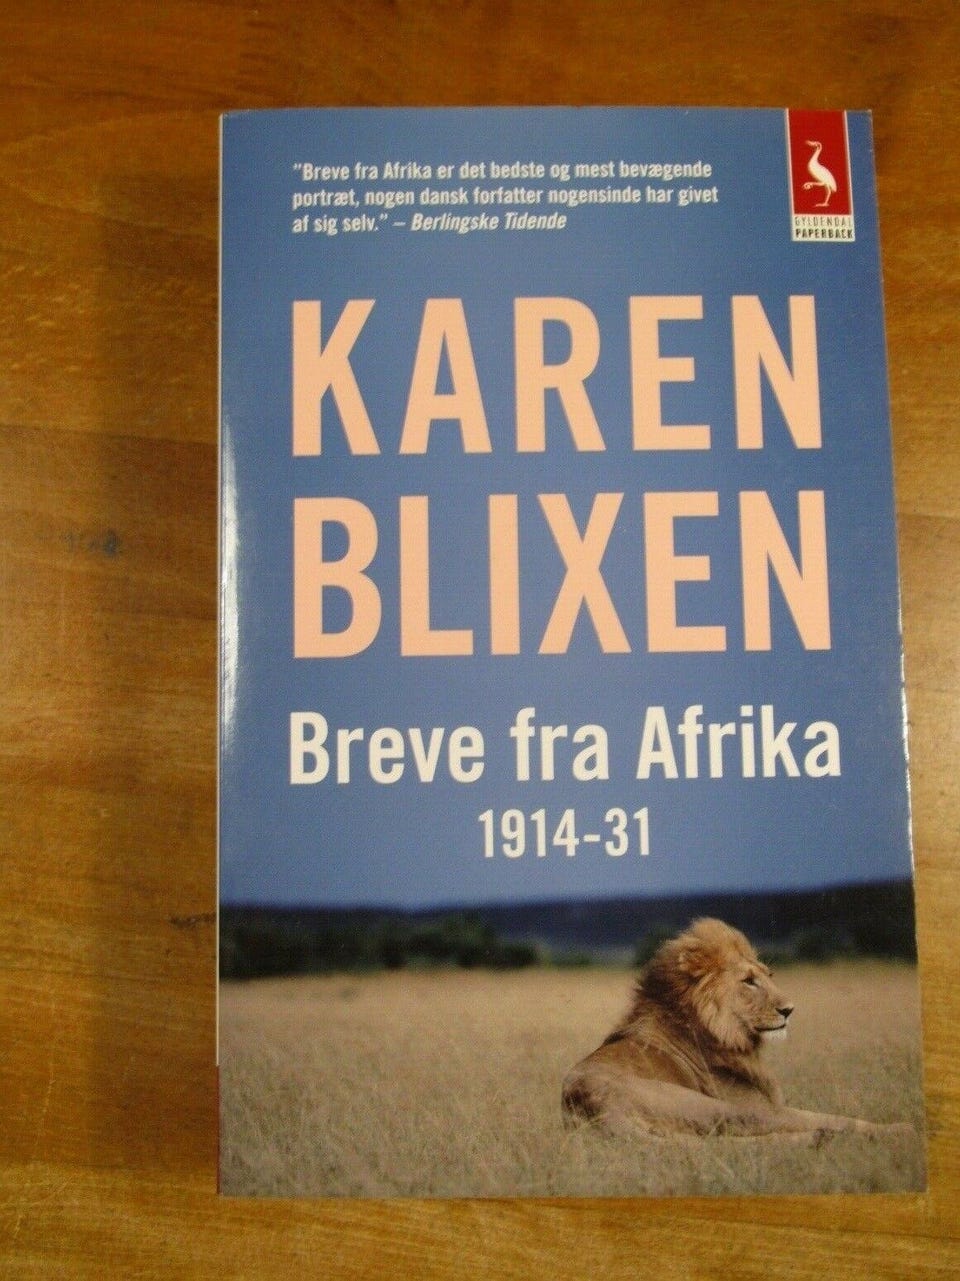 "Breve fra Afrika er det bedste og mest bevægende
portræt, nogen dansk forfatter nogensinde har givet
af sig selv." – Berlingske Tidende
GYLDENDAL
PAPERBACK
KAREN
BLIXEN
Breve fra Afrika
1914-31